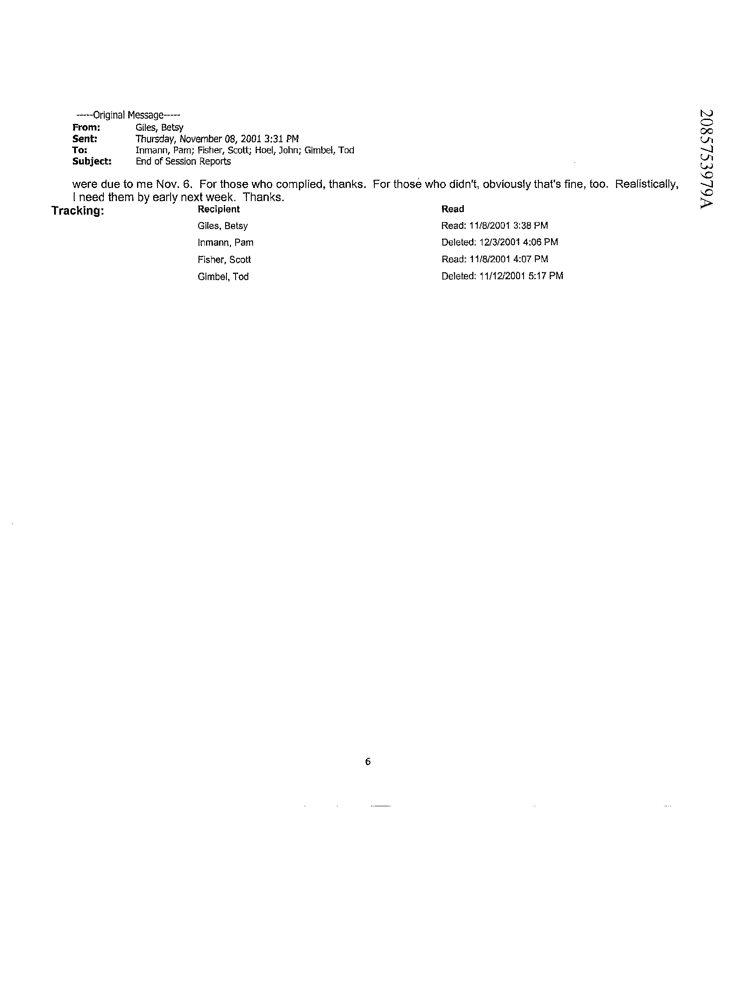 -----Original Message-----
From: Giles, Betsy
Sent: Thursday, November 08, 2001 3:31 PM
To: Inmann, Pam; Fisher, Scott; Hoel, John; Gimbel, Tod
Subject: End of Session Reports
were due to me Nov. 6. For those who complied, thanks. For those who didn't, obviously that's fine, too. Realistically,
I need them by early next week. Thanks.
Tracking: Recipient Read
Giles, Betsy Read: 11/8/2001 3:38 PM
Inmann, Pam Deleted: 12/3/2001 4:06 PM
Fisher, Scott Read: 11/8/2001 4:07 PM
Gimbel, Tod Deleted: 11/12/2001 5:17 PM
6
2085753979A